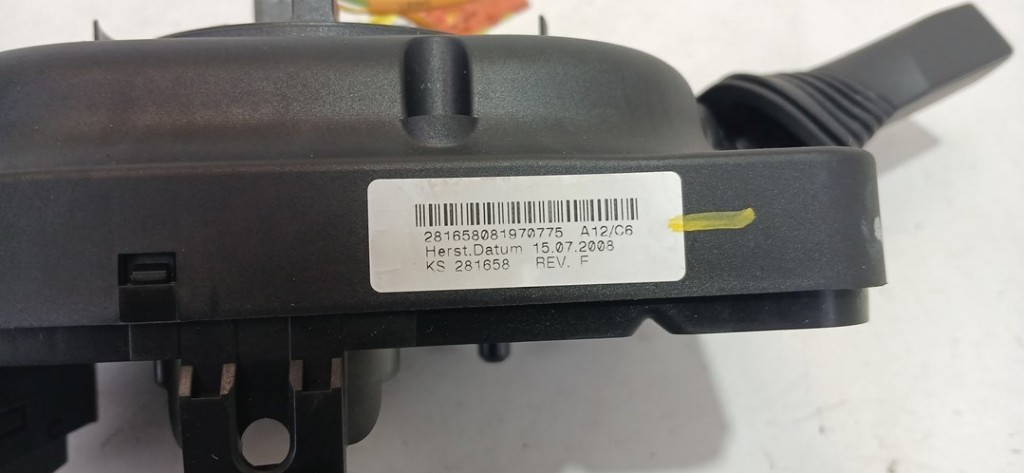 281658081970775 A12/C6
Herst.Datum 15.07.2008
KS 281658 REV. F